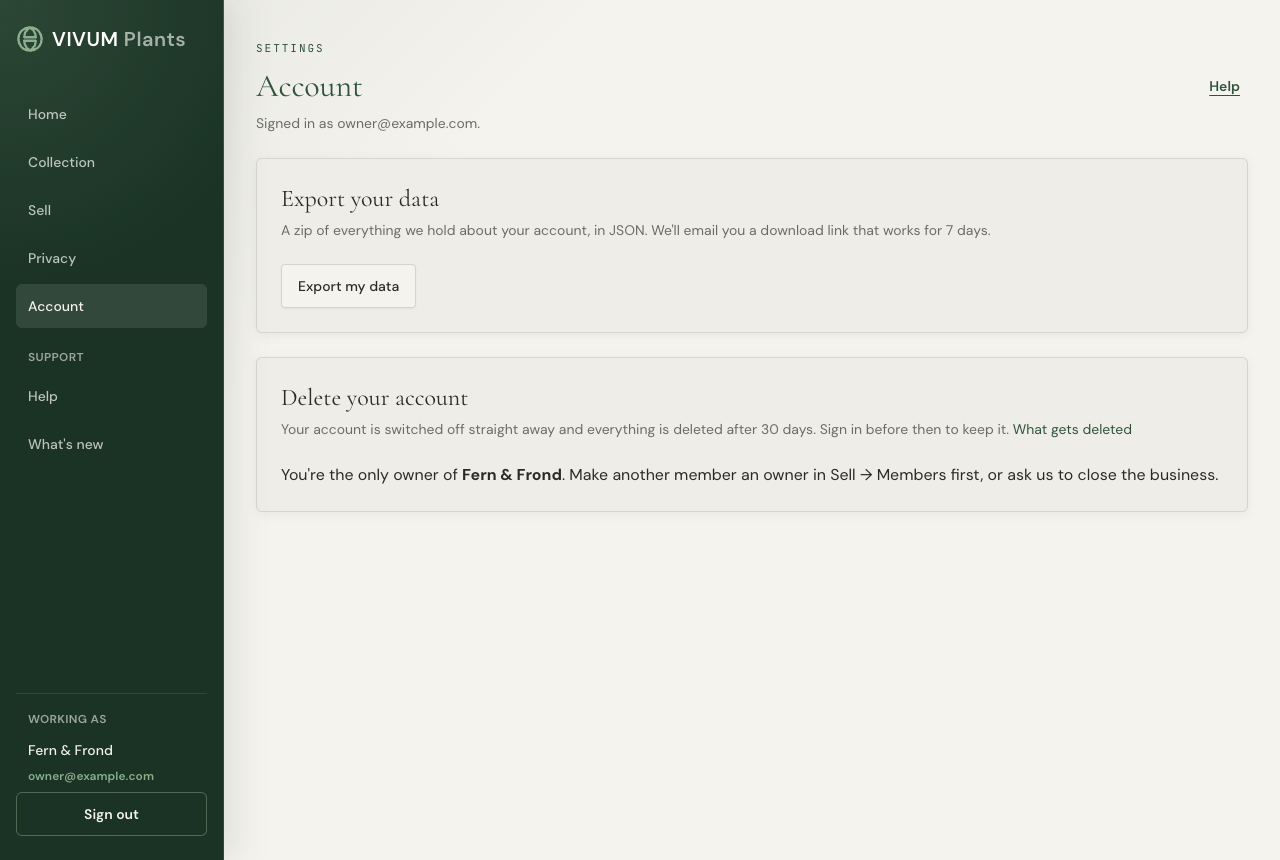 VIVUM Plants
Home
Collection
Sell
Privacy
Account
SUPPORT
Help
What's new
WORKING AS
Fern & Frond
owner@example.com
Sign out
SETTINGS
Account
Help
Signed in as owner@example.com.
Export your data
A zip of everything we hold about your account, in JSON. We'll email you a download link that works for 7 days.
Export my data
Delete your account
Your account is switched off straight away and everything is deleted after 30 days. Sign in before then to keep it. What gets deleted
You're the only owner of Fern & Frond. Make another member an owner in Sell → Members first, or ask us to close the business.